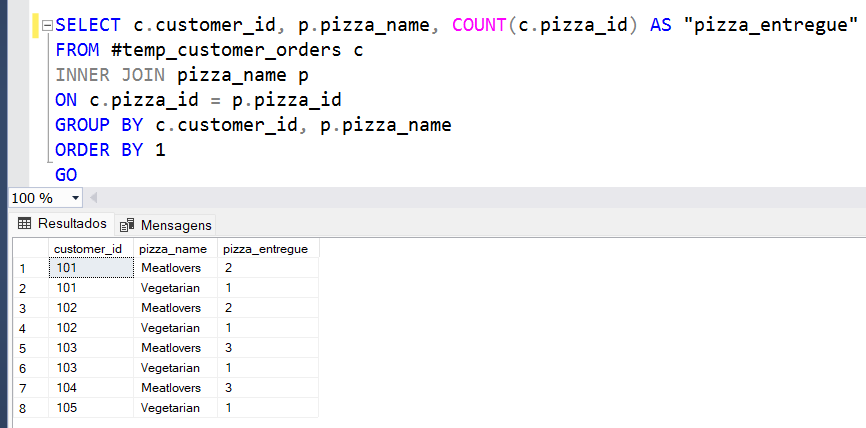 SELECT c.customer_id, p.pizza_name, COUNT(c.pizza_id) AS "pizza_entregue"
FROM #temp_customer_orders c
INNER JOIN pizza_name p
ON c.pizza_id = p.pizza_id
GROUP BY c.customer_id, p.pizza_name
ORDER BY 1
GO
100 %
Resultados Mensagens
customer_id pizza_name pizza_entregue
1 101 Meatlovers 2
2 101 Vegetarian 1
3 102 Meatlovers 2
4 102 Vegetarian 1
5 103 Meatlovers 3
6 103 Vegetarian 1
7 104 Meatlovers 3
8 105 Vegetarian 1